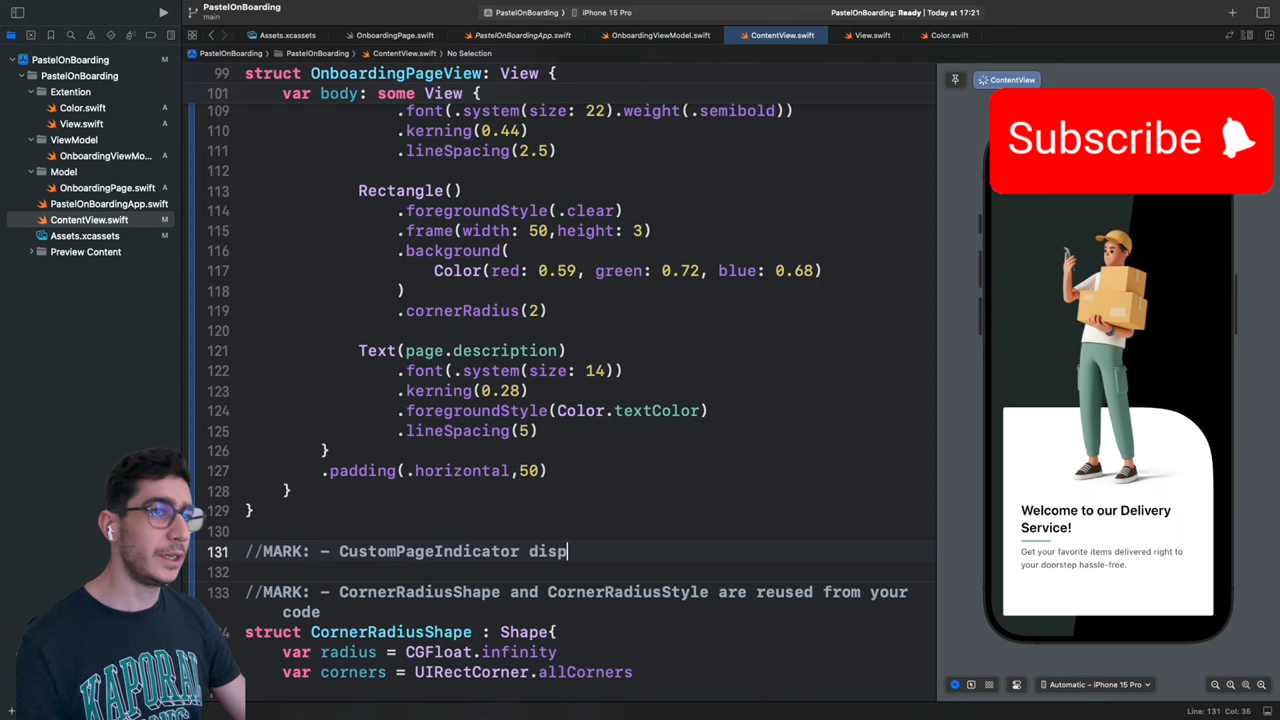 PastelOnBoarding
main
PastelOnBoarding
iPhone 15 Pro
PastelOnBoarding: Ready | Today at 17:21
Assets.xcassets
OnboardingPage.swift
PastelOnBoardingApp.swift
OnboardingViewModel.swift
ContentView.swift
View.swift
Color.swift
PastelOnBoarding
PastelOnBoarding
ContentView.swift
No Selection
PastelOnBoarding M
PastelOnBoarding
Extention
Color.swift A
View.swift A
ViewModel
OnboardingViewMo... A
Model
OnboardingPage.swift A
PastelOnBoardingApp.swift
ContentView.swift M
Assets.xcassets M
Preview Content
99 struct OnboardingPageView: View {
101 var body: some View {
109 .font(.system(size: 22).weight(.semibold))
110 .kerning(0.44)
111 .lineSpacing(2.5)
112
113 Rectangle()
114 .foregroundStyle(.clear)
115 .frame(width: 50,height: 3)
116 .background(
117 Color(red: 0.59, green: 0.72, blue: 0.68)
118 )
119 .cornerRadius(2)
120
121 Text(page.description)
122 .font(.system(size: 14))
123 .kerning(0.28)
124 .foregroundStyle(Color.textColor)
125 .lineSpacing(5)
126 }
127 .padding(.horizontal,50)
128 }
129 }
130
131 //MARK: - CustomPageIndicator disp
132
133 //MARK: - CornerRadiusShape and CornerRadiusStyle are reused from your
code
struct CornerRadiusShape : Shape{
var radius = CGFloat.infinity
var corners = UIRectCorner.allCorners
ContentView
Subscribe
Welcome to our Delivery
Service!
Get your favorite items delivered right to
your doorstep hassle-free.
Automatic – iPhone 15 Pro
Line: 131 Col: 35
KAPORAL